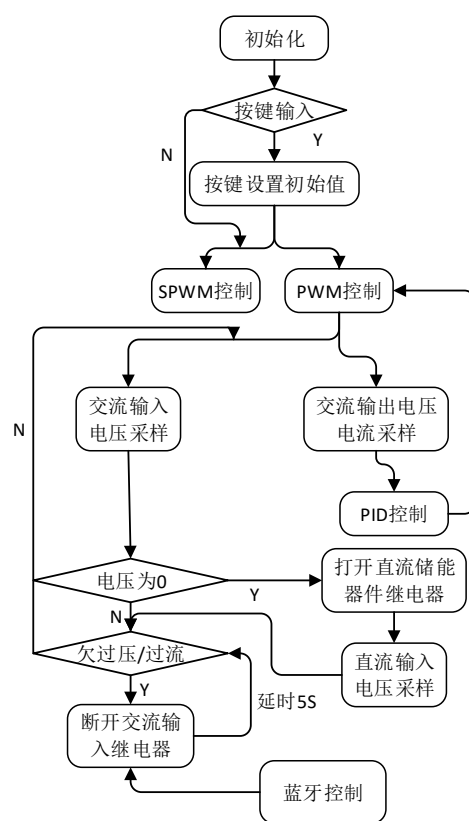 初始化
按键输入
N
Y
按键设置初始值
SPWM控制
PWM控制
N
交流输入
电压采样
交流输出电压
电流采样
PID控制
电压为0
Y
打开直流储能
器件继电器
N
欠过压/过流
直流输入
电压采样
Y
延时5S
断开交流输
入继电器
蓝牙控制